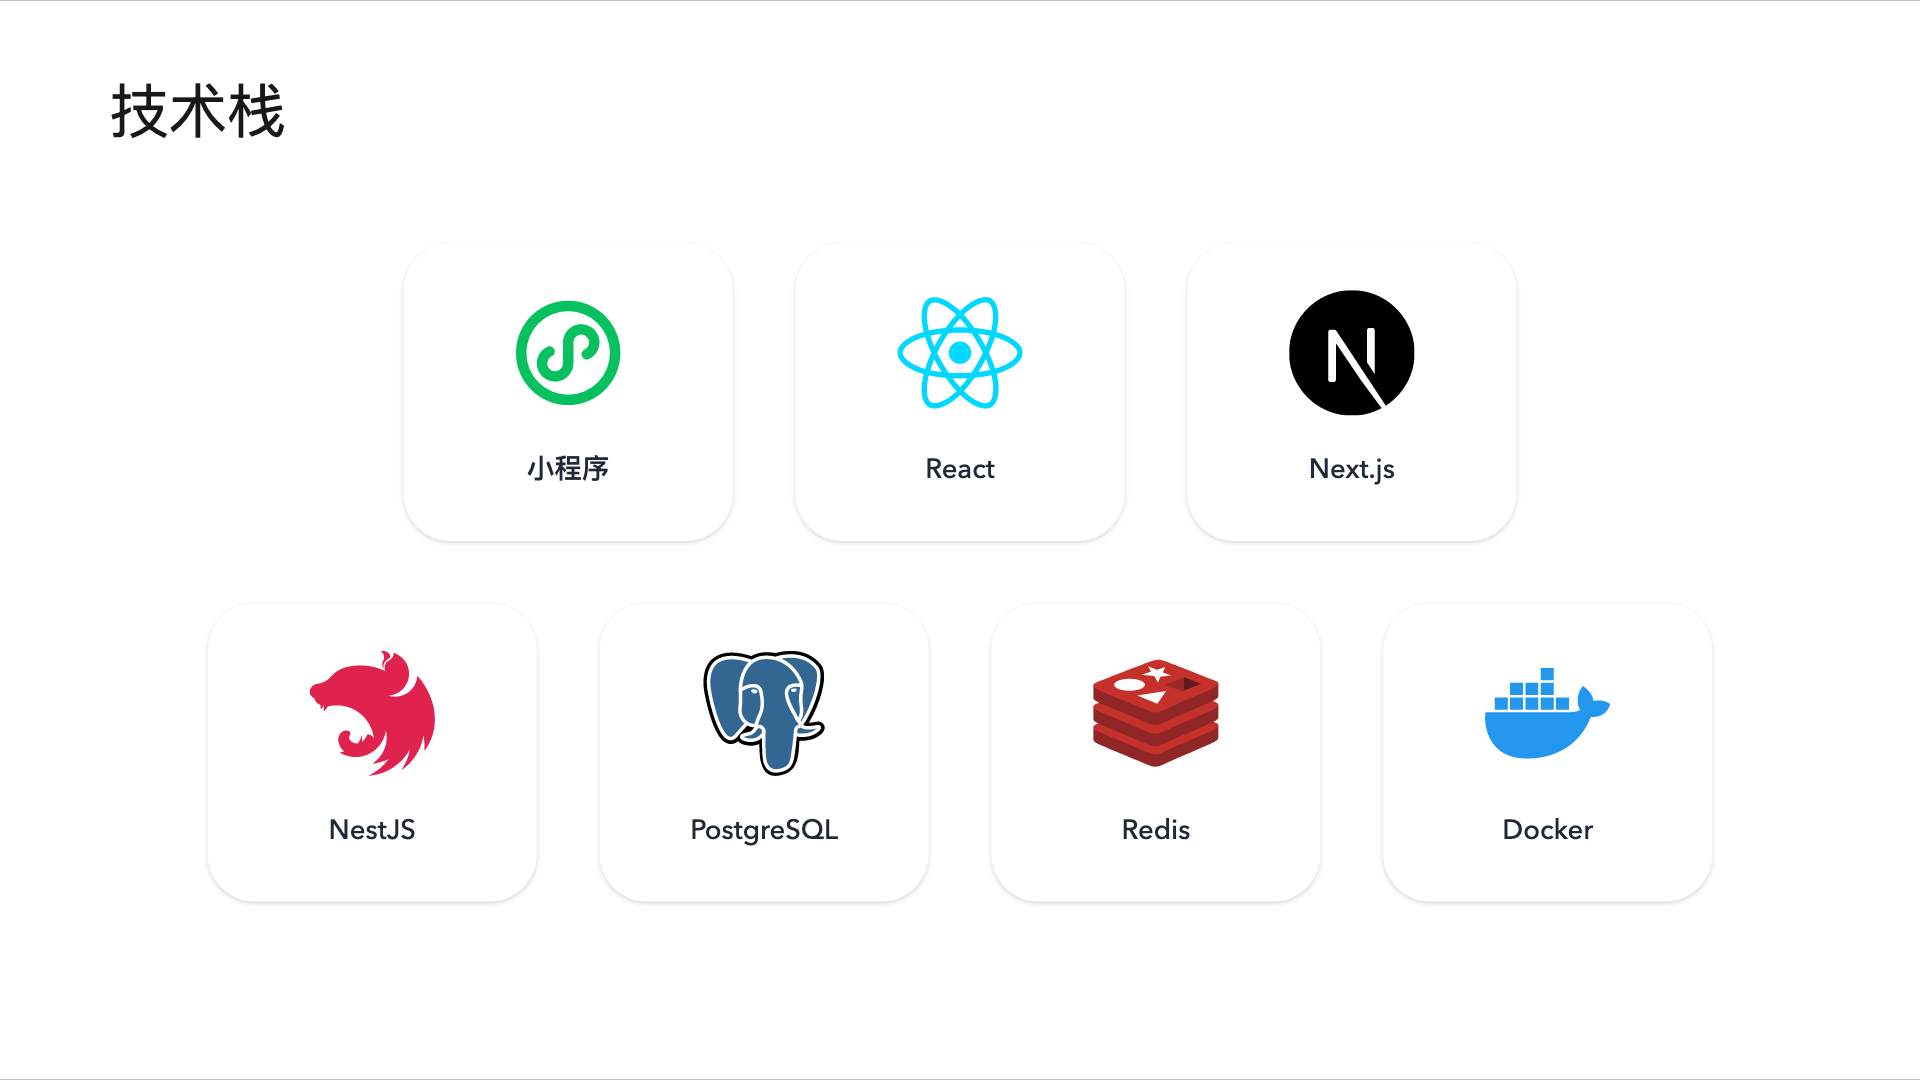 技术栈
小程序
React
Next.js
NestJS
PostgreSQL
Redis
Docker